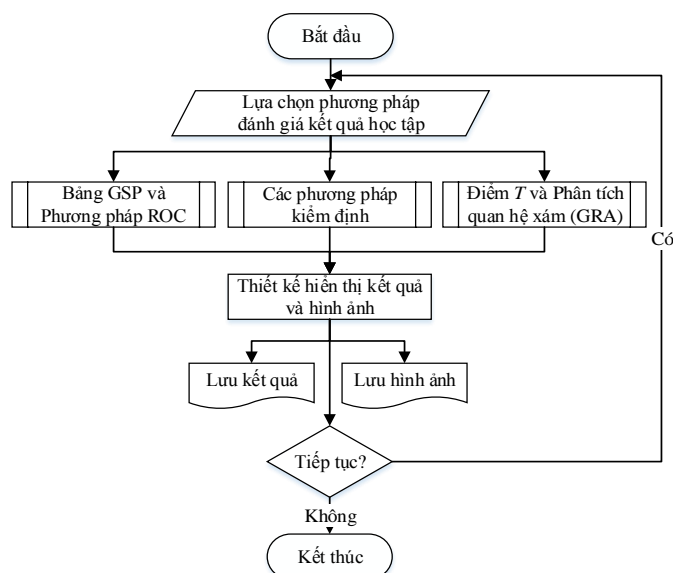 Bắt đầu
Lựa chọn phương pháp
đánh giá kết quả học tập
Bảng GSP và
Phương pháp ROC
Các phương pháp
kiểm định
Điểm T và Phân tích
quan hệ xám (GRA)
Có
Thiết kế hiển thị kết quả
và hình ảnh
Lưu kết quả
Lưu hình ảnh
Tiếp tục?
Không
Kết thúc